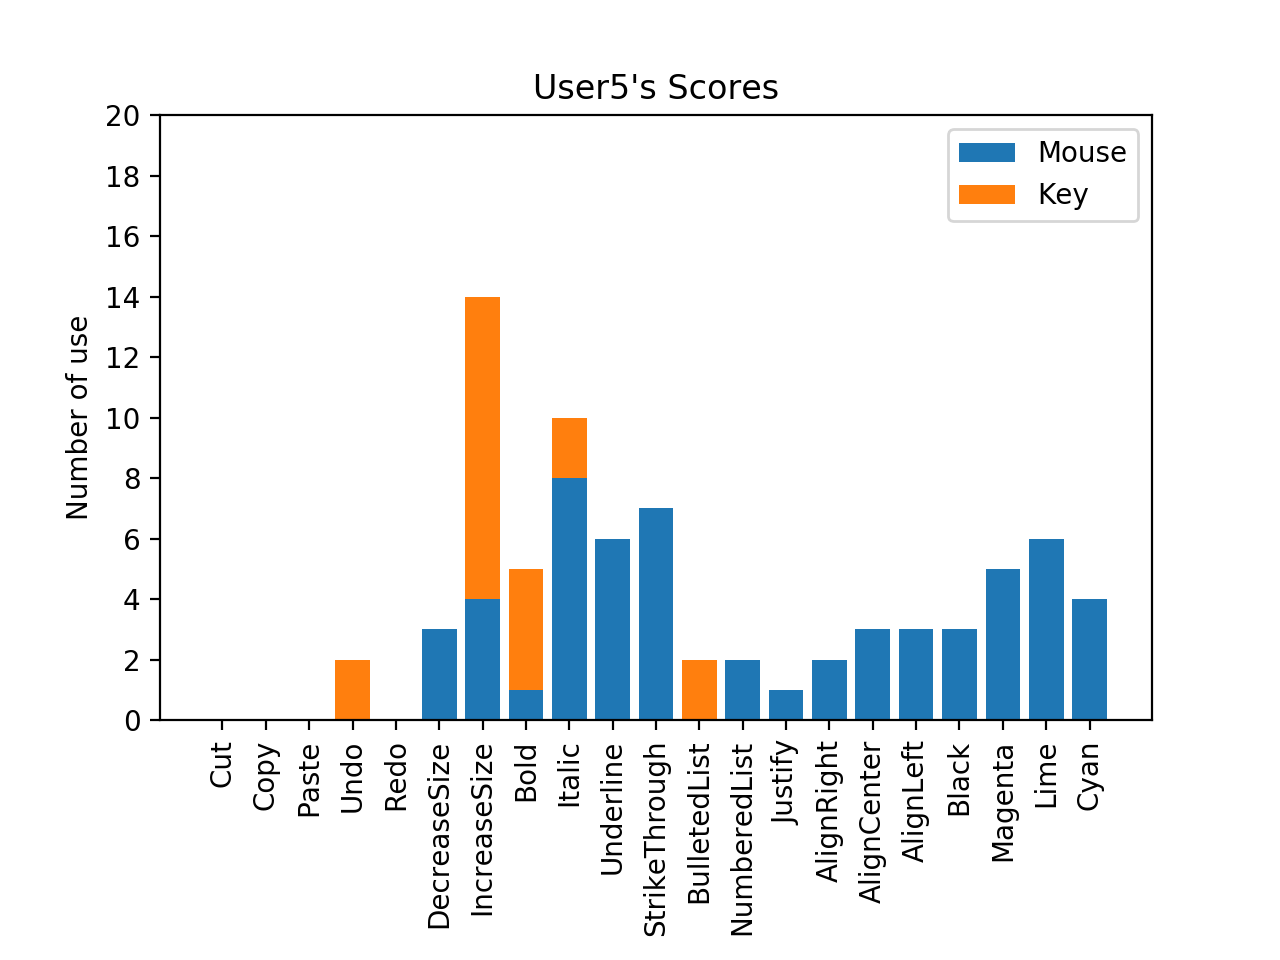 User5's Scores
Mouse
Key
Number of use
20
18
16
14
12
10
8
6
4
2
0
Cut
Copy
Paste
Undo
Redo
DecreaseSize
IncreaseSize
Bold
Italic
Underline
StrikeThrough
BulletedList
NumberedList
Justify
AlignRight
AlignCenter
AlignLeft
Black
Magenta
Lime
Cyan